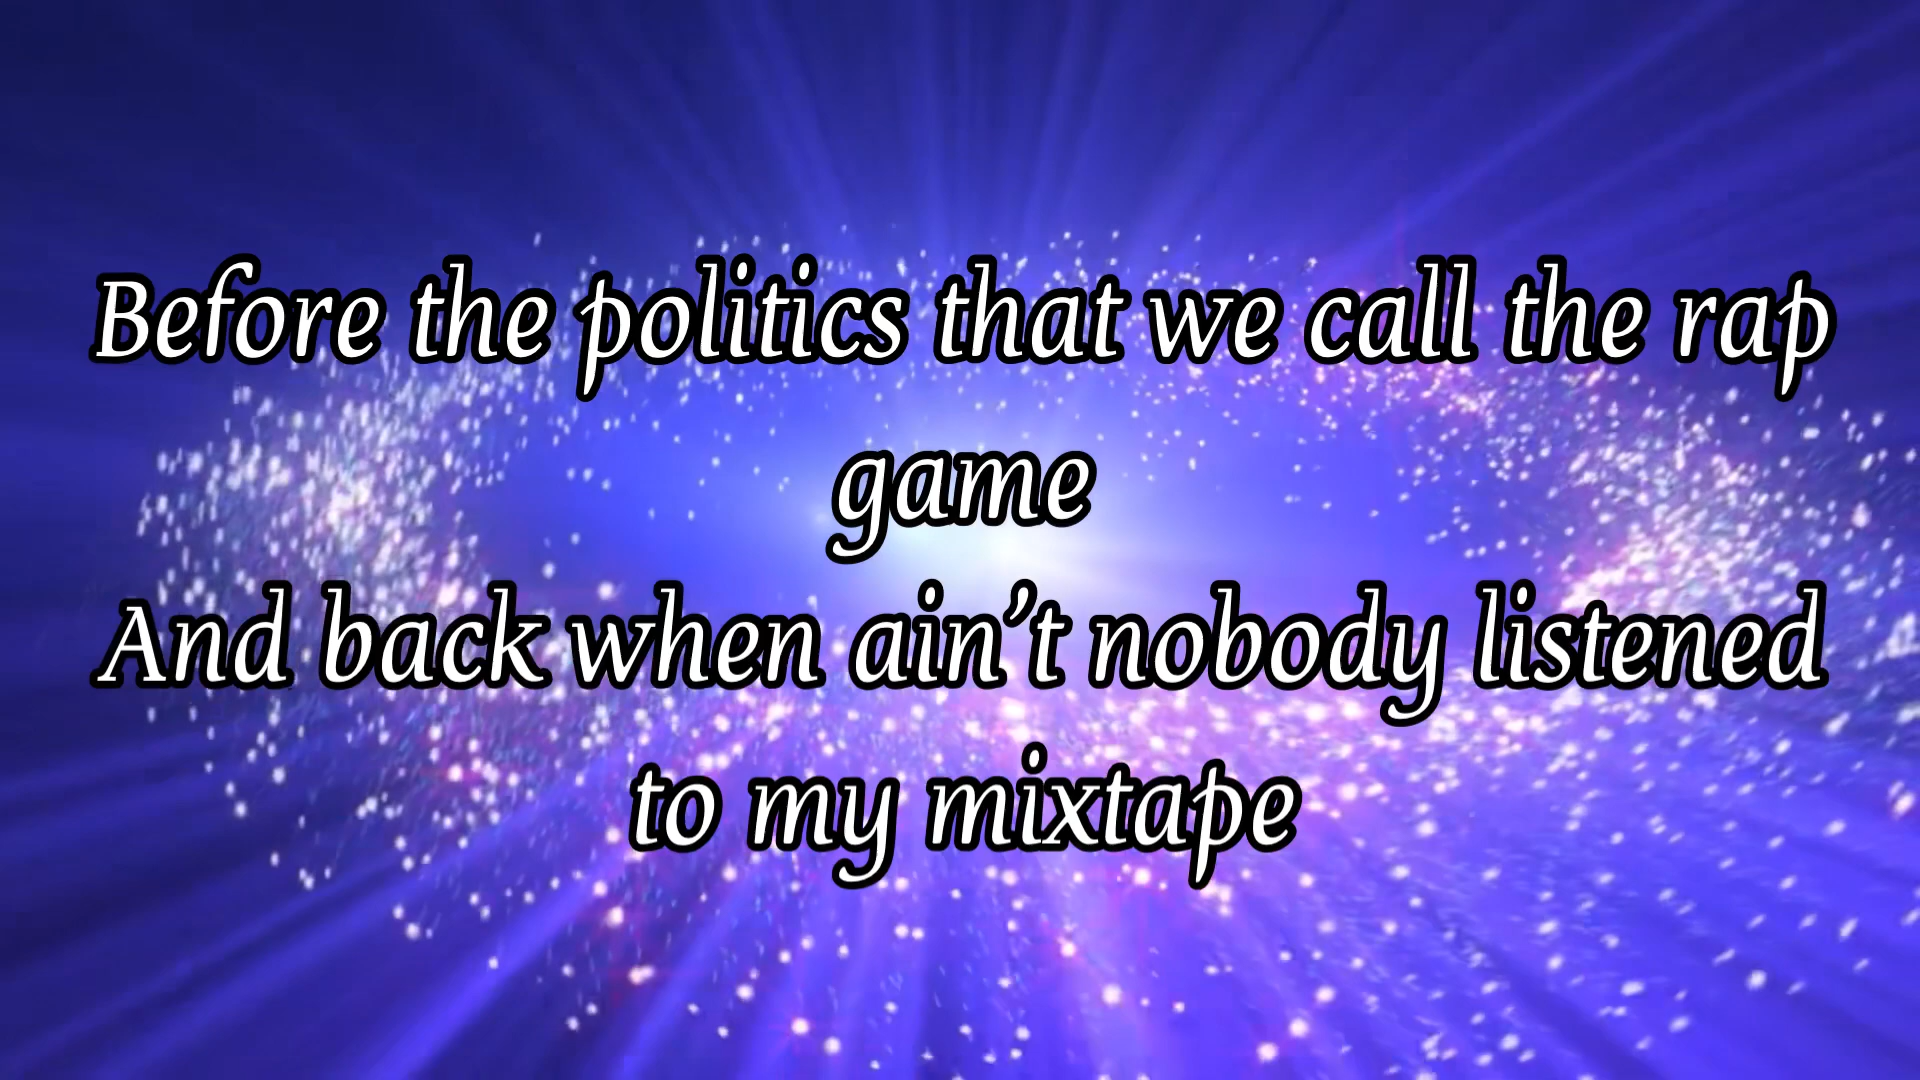 Before the politics that we call the rap
game
And back when ain’t nobody listened
to my mixtape